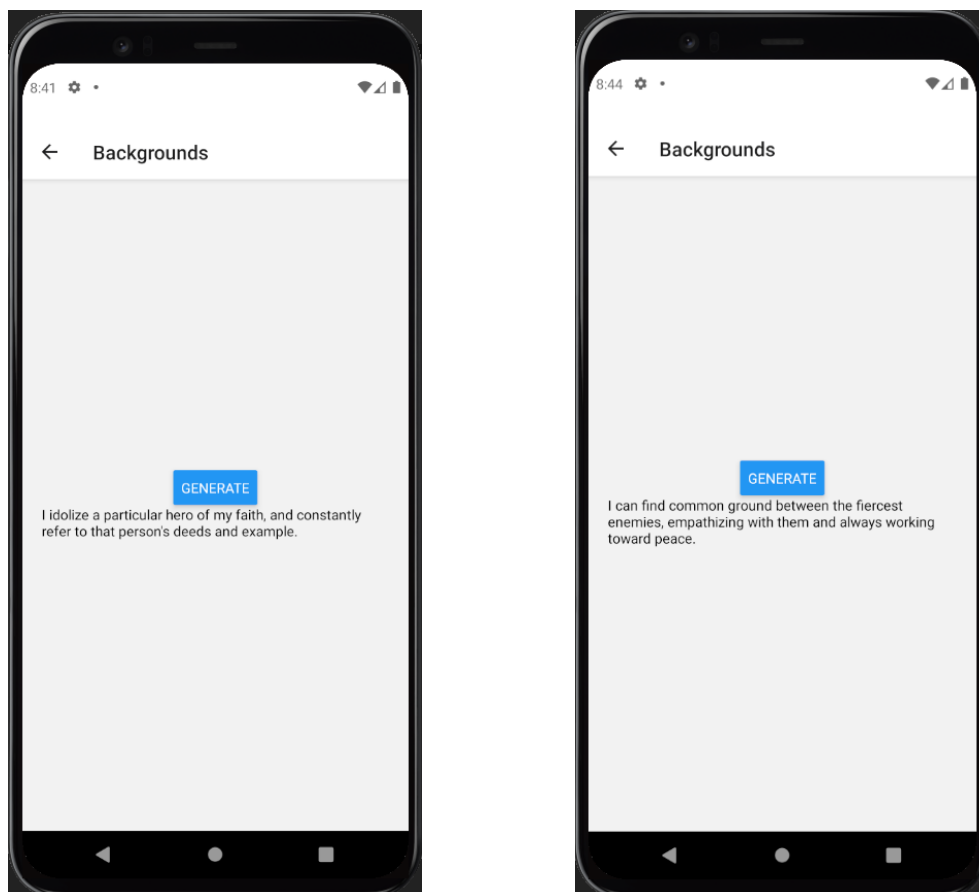 8:41
Backgrounds
GENERATE
I idolize a particular hero of my faith, and constantly
refer to that person's deeds and example.
8:44
Backgrounds
GENERATE
I can find common ground between the fiercest
enemies, empathizing with them and always working
toward peace.